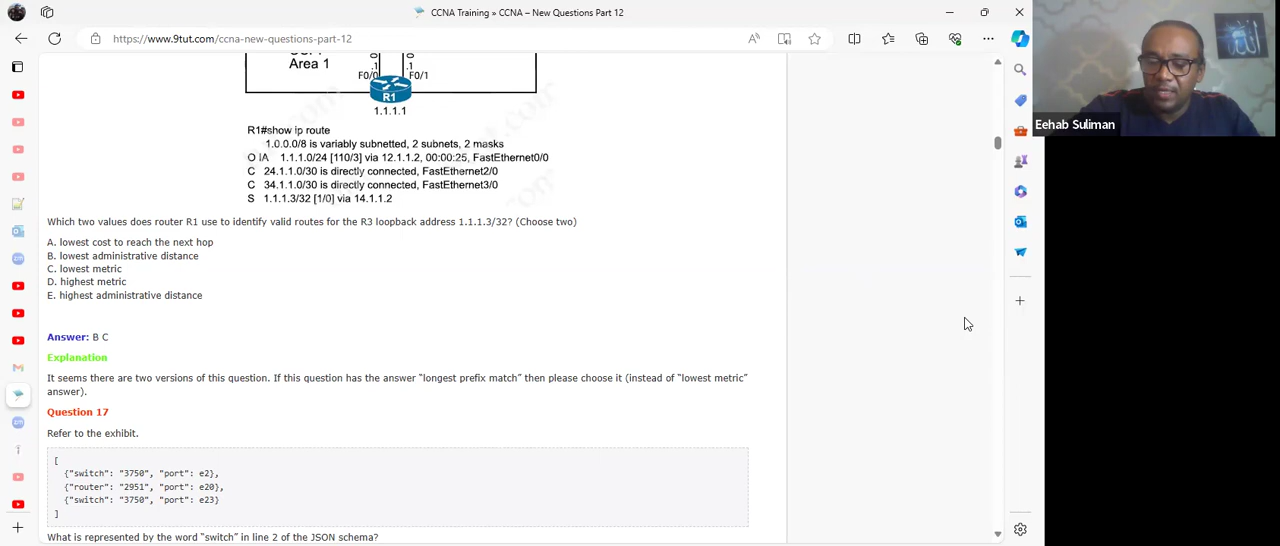 CCNA Training » CCNA – New Questions Part 12
https://www.9tut.com/ccna-new-questions-part-12
Area 1
F0/0
.1
.1
F0/1
R1
1.1.1.1
R1#show ip route
1.0.0.0/8 is variably subnetted, 2 subnets, 2 masks
O IA 1.1.1.0/24 [110/3] via 12.1.1.2, 00:00:25, FastEthernet0/0
C 24.1.1.0/30 is directly connected, FastEthernet2/0
C 34.1.1.0/30 is directly connected, FastEthernet3/0
S 1.1.1.3/32 [1/0] via 14.1.1.2
Which two values does router R1 use to identify valid routes for the R3 loopback address 1.1.1.3/32? (Choose two)
A. lowest cost to reach the next hop
B. lowest administrative distance
C. lowest metric
D. highest metric
E. highest administrative distance
Answer: B C
Explanation
It seems there are two versions of this question. If this question has the answer “longest prefix match” then please choose it (instead of “lowest metric”
answer).
Question 17
Refer to the exhibit.
[
{"switch": "3750", "port": e2},
{"router": "2951", "port": e20},
{"switch": "3750", "port": e23}
]
What is represented by the word “switch” in line 2 of the JSON schema?
Eehab Suliman